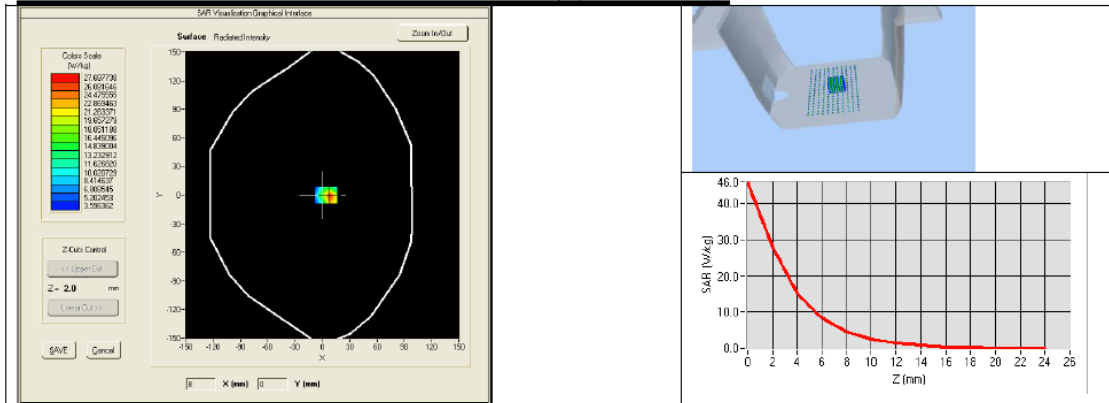 SAR Visualisation Graphical Interface
Surface Radiated Intensity
Zoom In/Out
Colors Scale
(W/kg)
27.687738
26.081646
24.475555
22.869463
21.263371
19.657279
18.051188
16.445096
14.839004
13.232912
11.626820
10.020729
8.414637
6.808545
5.202453
3.596362
Z-Cuts Control
<< Upper Cut
Z = 2.0 mm
Lower Cut >>
SAVE Cancel
150-
120-
90-
60-
30-
Y 0-
-30-
-60-
-90-
-120-
-150-
-150 -120 -90 -60 -30 0 30 60 90 120 150
X
8 X (mm) 0 Y (mm)
46.0-
40.0-
30.0-
20.0-
10.0-
0.0-
SAR (W/kg)
0 2 4 6 8 10 12 14 16 18 20 22 24 26
Z (mm)